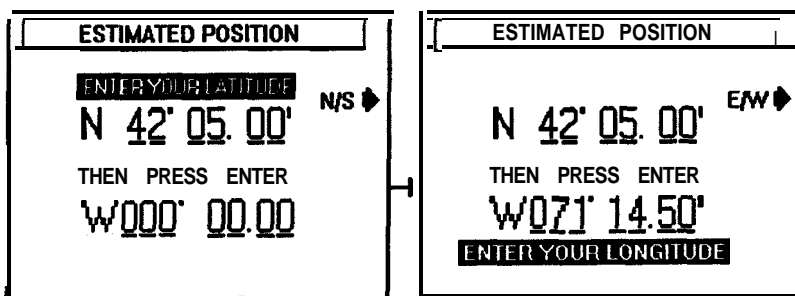 ESTIMATED POSITION
ENTER YOUR LATITUDE
N/S
N 42° 05. 00'
THEN PRESS ENTER
W000° 00.00
ESTIMATED POSITION
E/W
N 42° 05. 00'
THEN PRESS ENTER
W071° 14.50'
ENTER YOUR LONGITUDE